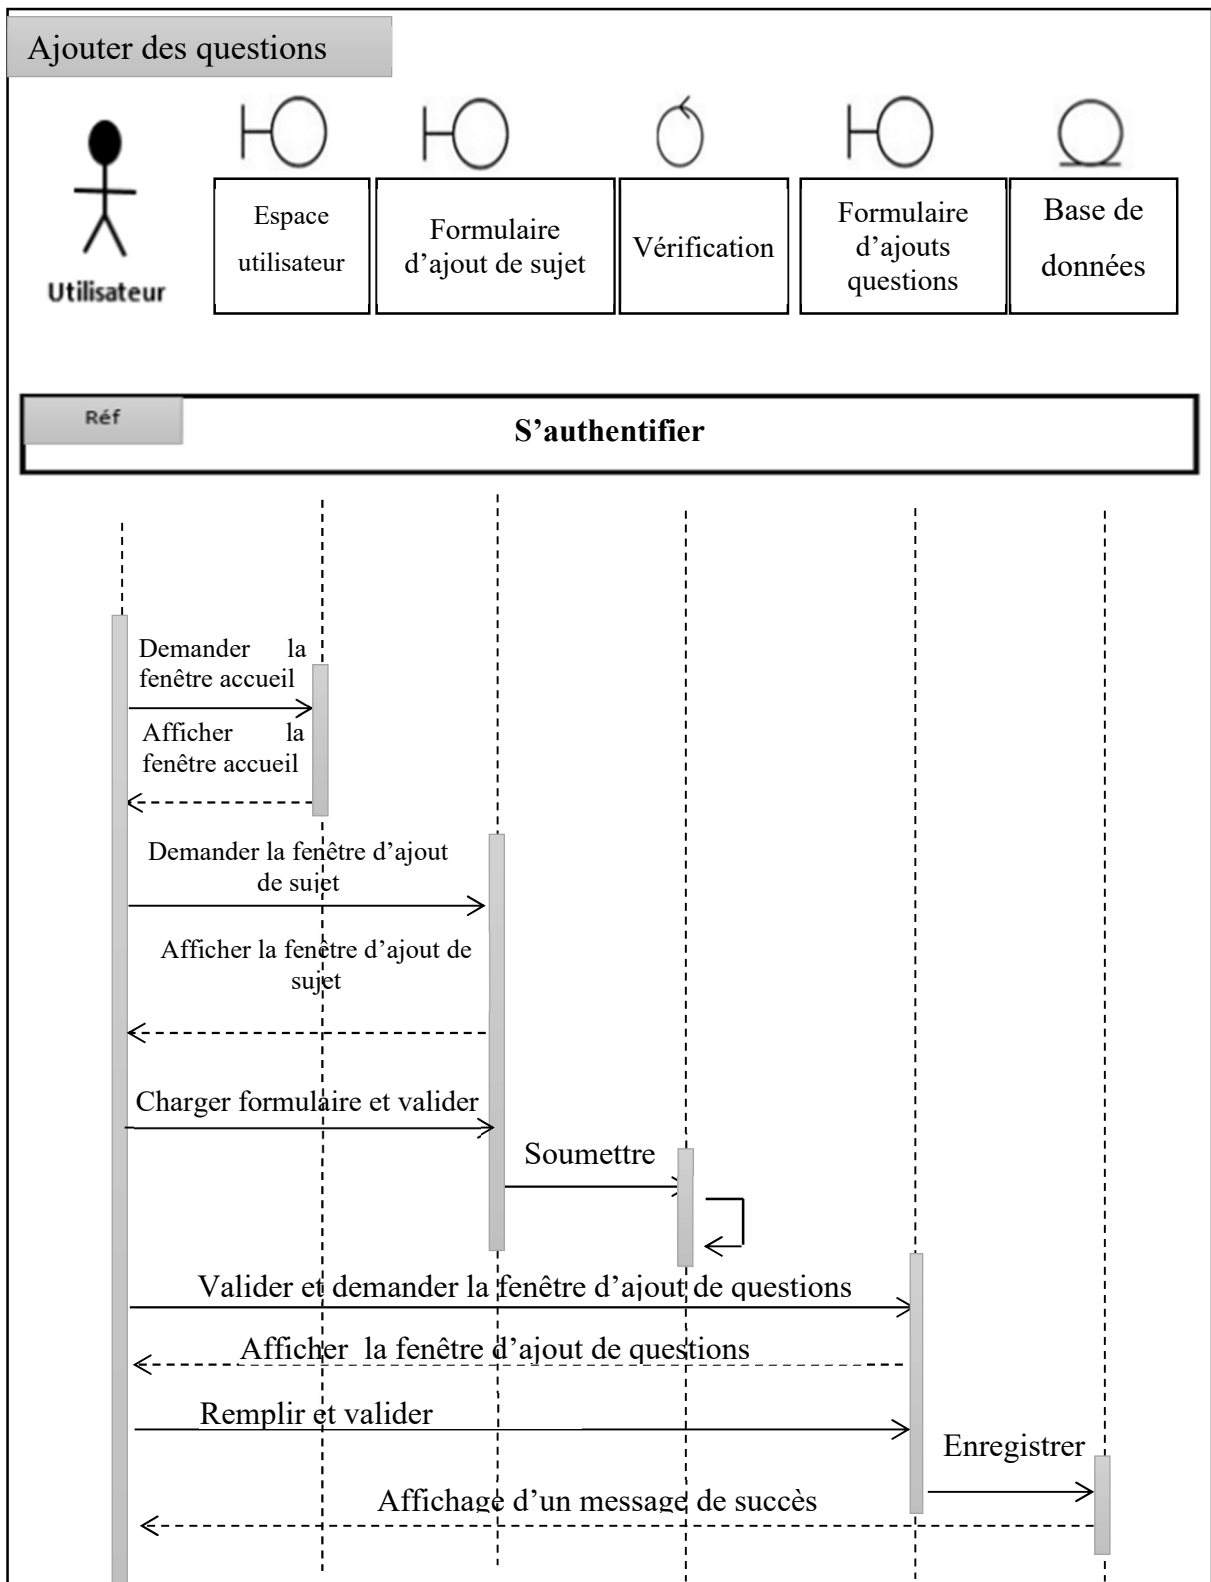 Ajouter des questions
Utilisateur
Espace
utilisateur
Formulaire
d’ajout de sujet
Vérification
Formulaire
d’ajouts
questions
Base de
données
Réf
S’authentifier
Demander la
fenêtre accueil
Afficher la
fenêtre accueil
Demander la fenêtre d’ajout
de sujet
Afficher la fenêtre d’ajout de
sujet
Charger formulaire et valider
Soumettre
Valider et demander la fenêtre d’ajout de questions
Afficher la fenêtre d’ajout de questions
Remplir et valider
Enregistrer
Affichage d’un message de succès